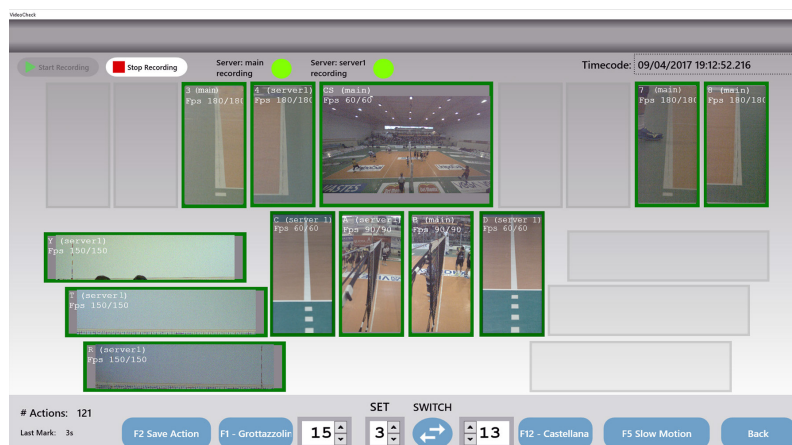 VideoCheck
Start Recording
Stop Recording
Server: main
recording
Server: server1
recording
Timecode: 09/04/2017 19:12:52.216
3 (main)
Fps 180/180
4 (server1)
Fps 180/180
CS (main)
Fps 60/60
7 (main)
Fps 180/180
8 (main)
Fps 180/180
C (server 1)
Fps 60/60
A (server1)
Fps 90/90
B (main)
Fps 90/90
D (server 1)
Fps 60/60
Y (server1)
Fps 150/150
T (server1)
Fps 150/150
R (server1)
Fps 150/150
# Actions: 121
Last Mark: 3s
F2 Save Action
F1 - Grottazzolin
15
SET
3
SWITCH
13
F12 - Castellana
F5 Slow Motion
Back